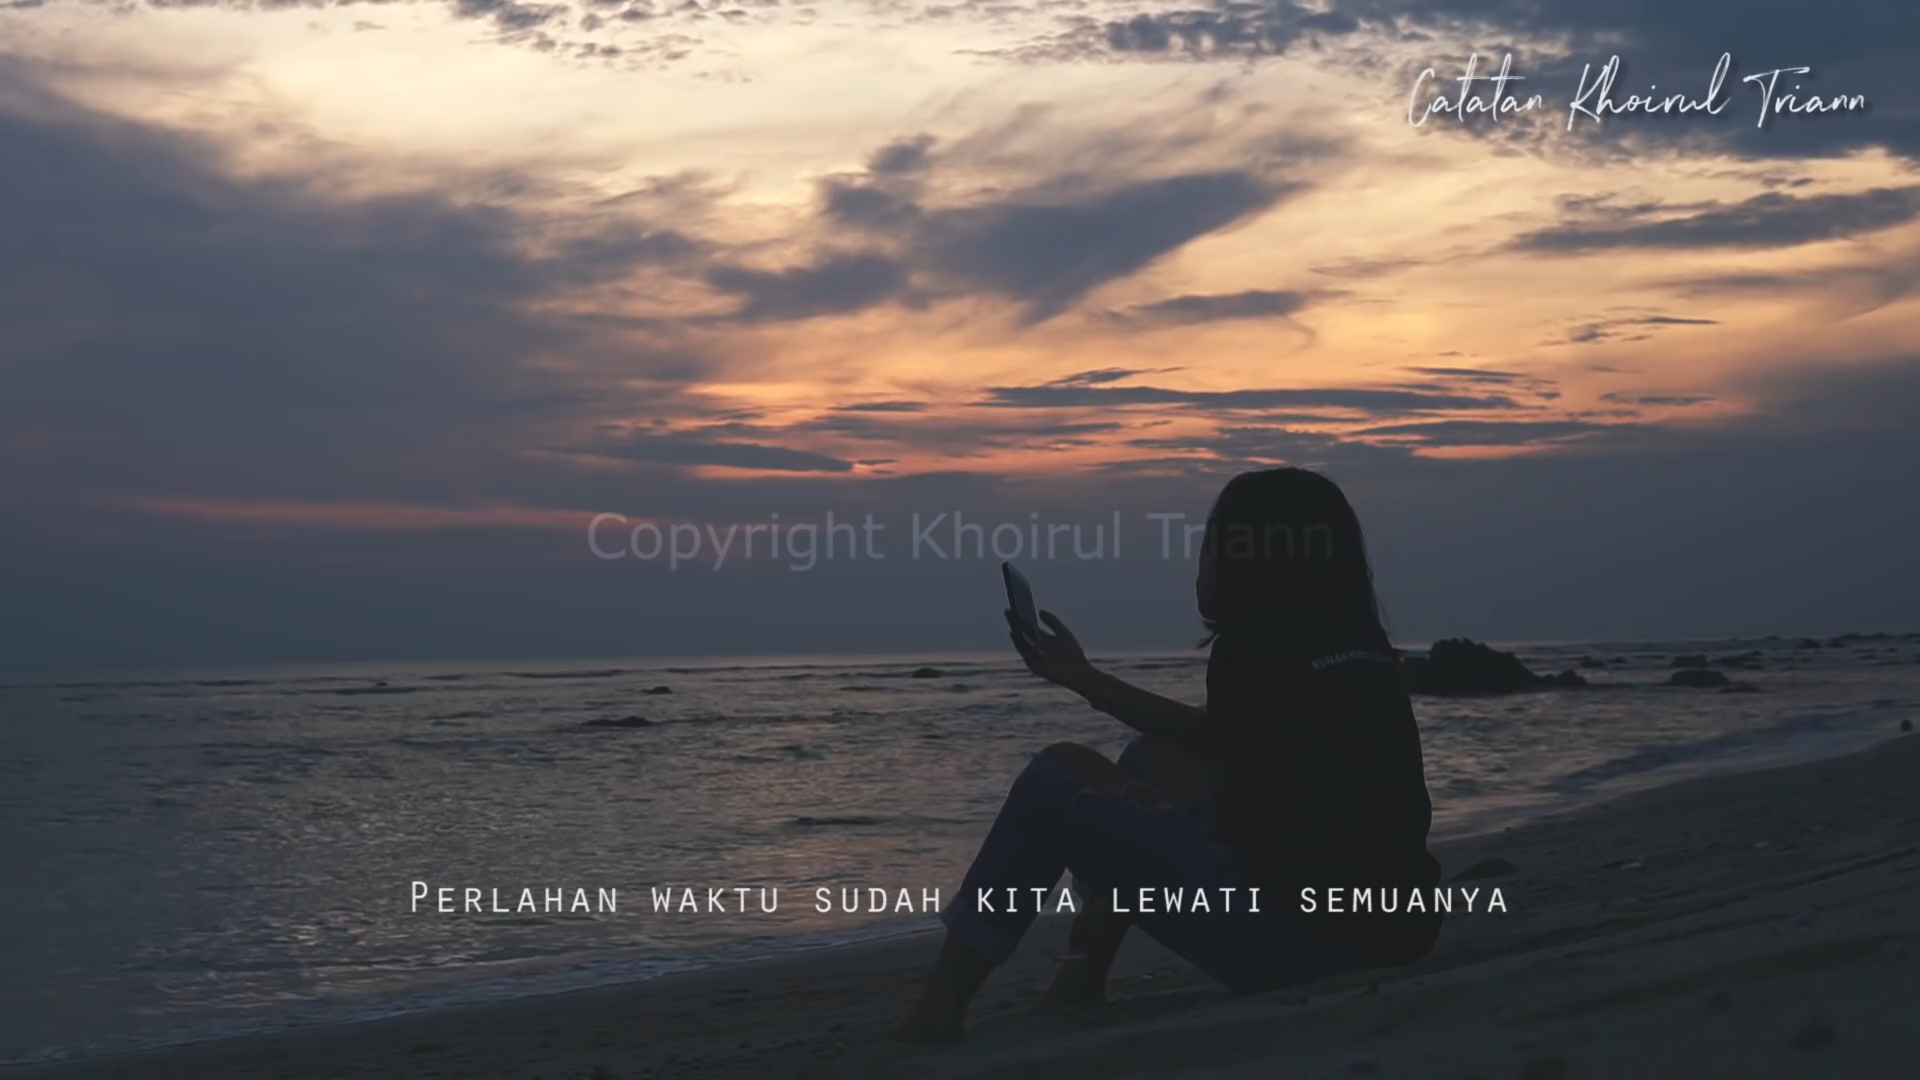 Catatan Khoirul Triann
Copyright Khoirul Triann
PERLAHAN WAKTU SUDAH KITA LEWATI SEMUANYA